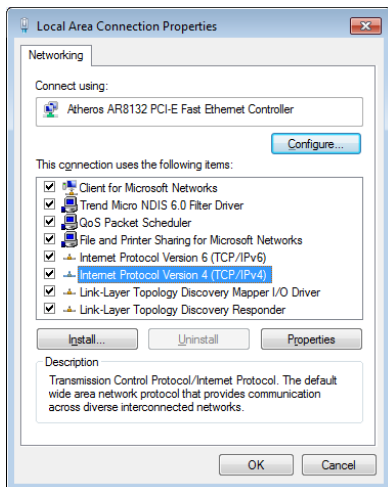 Local Area Connection Properties
Networking
Connect using:
Atheros AR8132 PCI-E Fast Ethernet Controller
Configure...
This connection uses the following items:
Client for Microsoft Networks
Trend Micro NDIS 6.0 Filter Driver
QoS Packet Scheduler
File and Printer Sharing for Microsoft Networks
Internet Protocol Version 6 (TCP/IPv6)
Internet Protocol Version 4 (TCP/IPv4)
Link-Layer Topology Discovery Mapper I/O Driver
Link-Layer Topology Discovery Responder
Install... Uninstall Properties
Description
Transmission Control Protocol/Internet Protocol. The default
wide area network protocol that provides communication
across diverse interconnected networks.
OK Cancel